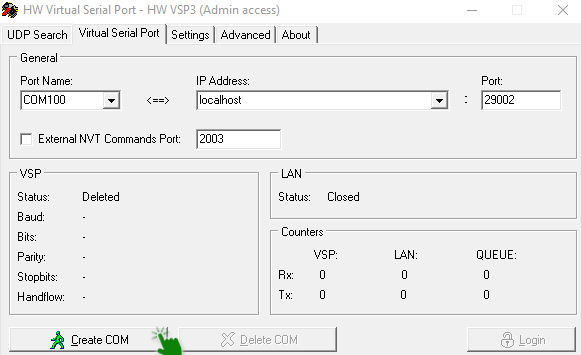 HW Virtual Serial Port - HW VSP3 (Admin access)
UDP Search Virtual Serial Port Settings Advanced About
General
Port Name: IP Address: Port:
COM100 <==> localhost : 29002
External NVT Commands Port: 2003
VSP
Status: Deleted
Baud: -
Bits: -
Parity: -
Stopbits: -
Handflow: -
LAN
Status: Closed
Counters
VSP: LAN: QUEUE:
Rx: 0 0 0
Tx: 0 0 0
Create COM Delete COM Login